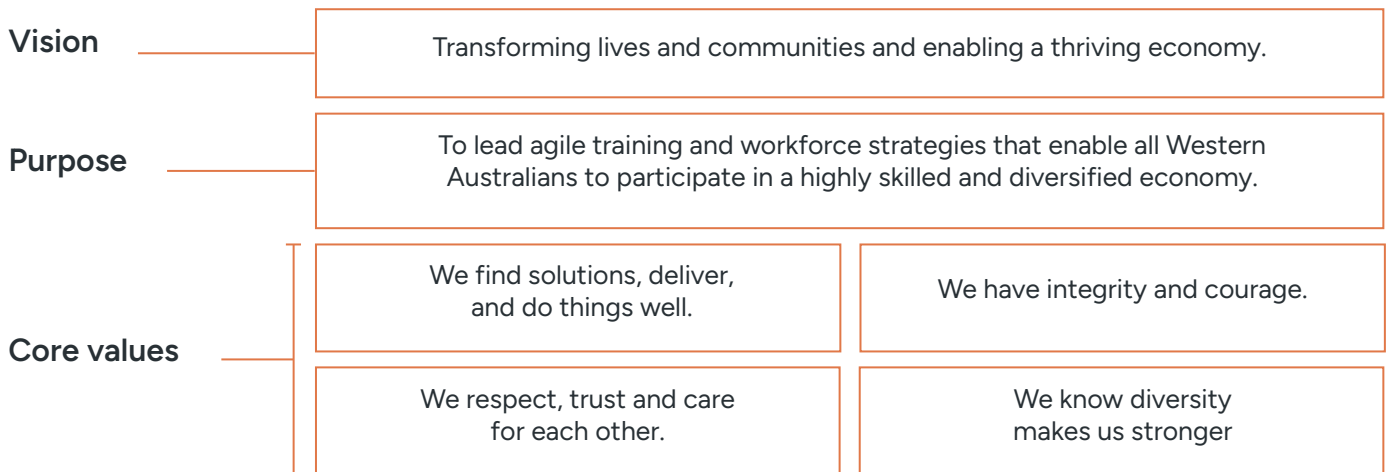 Vision
Transforming lives and communities and enabling a thriving economy.
Purpose
To lead agile training and workforce strategies that enable all Western
Australians to participate in a highly skilled and diversified economy.
Core values
We find solutions, deliver,
and do things well.
We have integrity and courage.
We respect, trust and care
for each other.
We know diversity
makes us stronger